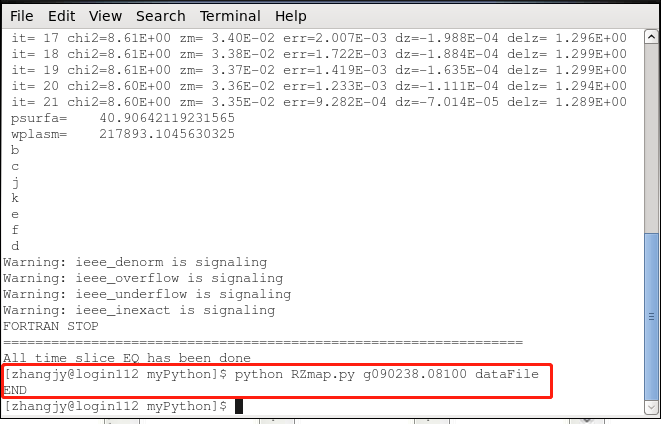 File Edit View Search Terminal Help
it= 17 chi2=8.61E+00 zm= 3.40E-02 err=2.007E-03 dz=-1.988E-04 delz= 1.296E+00
it= 18 chi2=8.61E+00 zm= 3.38E-02 err=1.722E-03 dz=-1.884E-04 delz= 1.299E+00
it= 19 chi2=8.61E+00 zm= 3.37E-02 err=1.419E-03 dz=-1.635E-04 delz= 1.299E+00
it= 20 chi2=8.60E+00 zm= 3.36E-02 err=1.233E-03 dz=-1.111E-04 delz= 1.294E+00
it= 21 chi2=8.60E+00 zm= 3.35E-02 err=9.282E-04 dz=-7.014E-05 delz= 1.289E+00
psurfa=    40.90642119231565
wplasm=    217893.1045630325
b
c
j
k
e
f
d
Warning: ieee_denorm is signaling
Warning: ieee_overflow is signaling
Warning: ieee_underflow is signaling
Warning: ieee_inexact is signaling
FORTRAN STOP
=================================================================
All time slice EQ has been done
[zhangjy@login112 myPython]$ python RZmap.py g090238.08100 dataFile
END
[zhangjy@login112 myPython]$